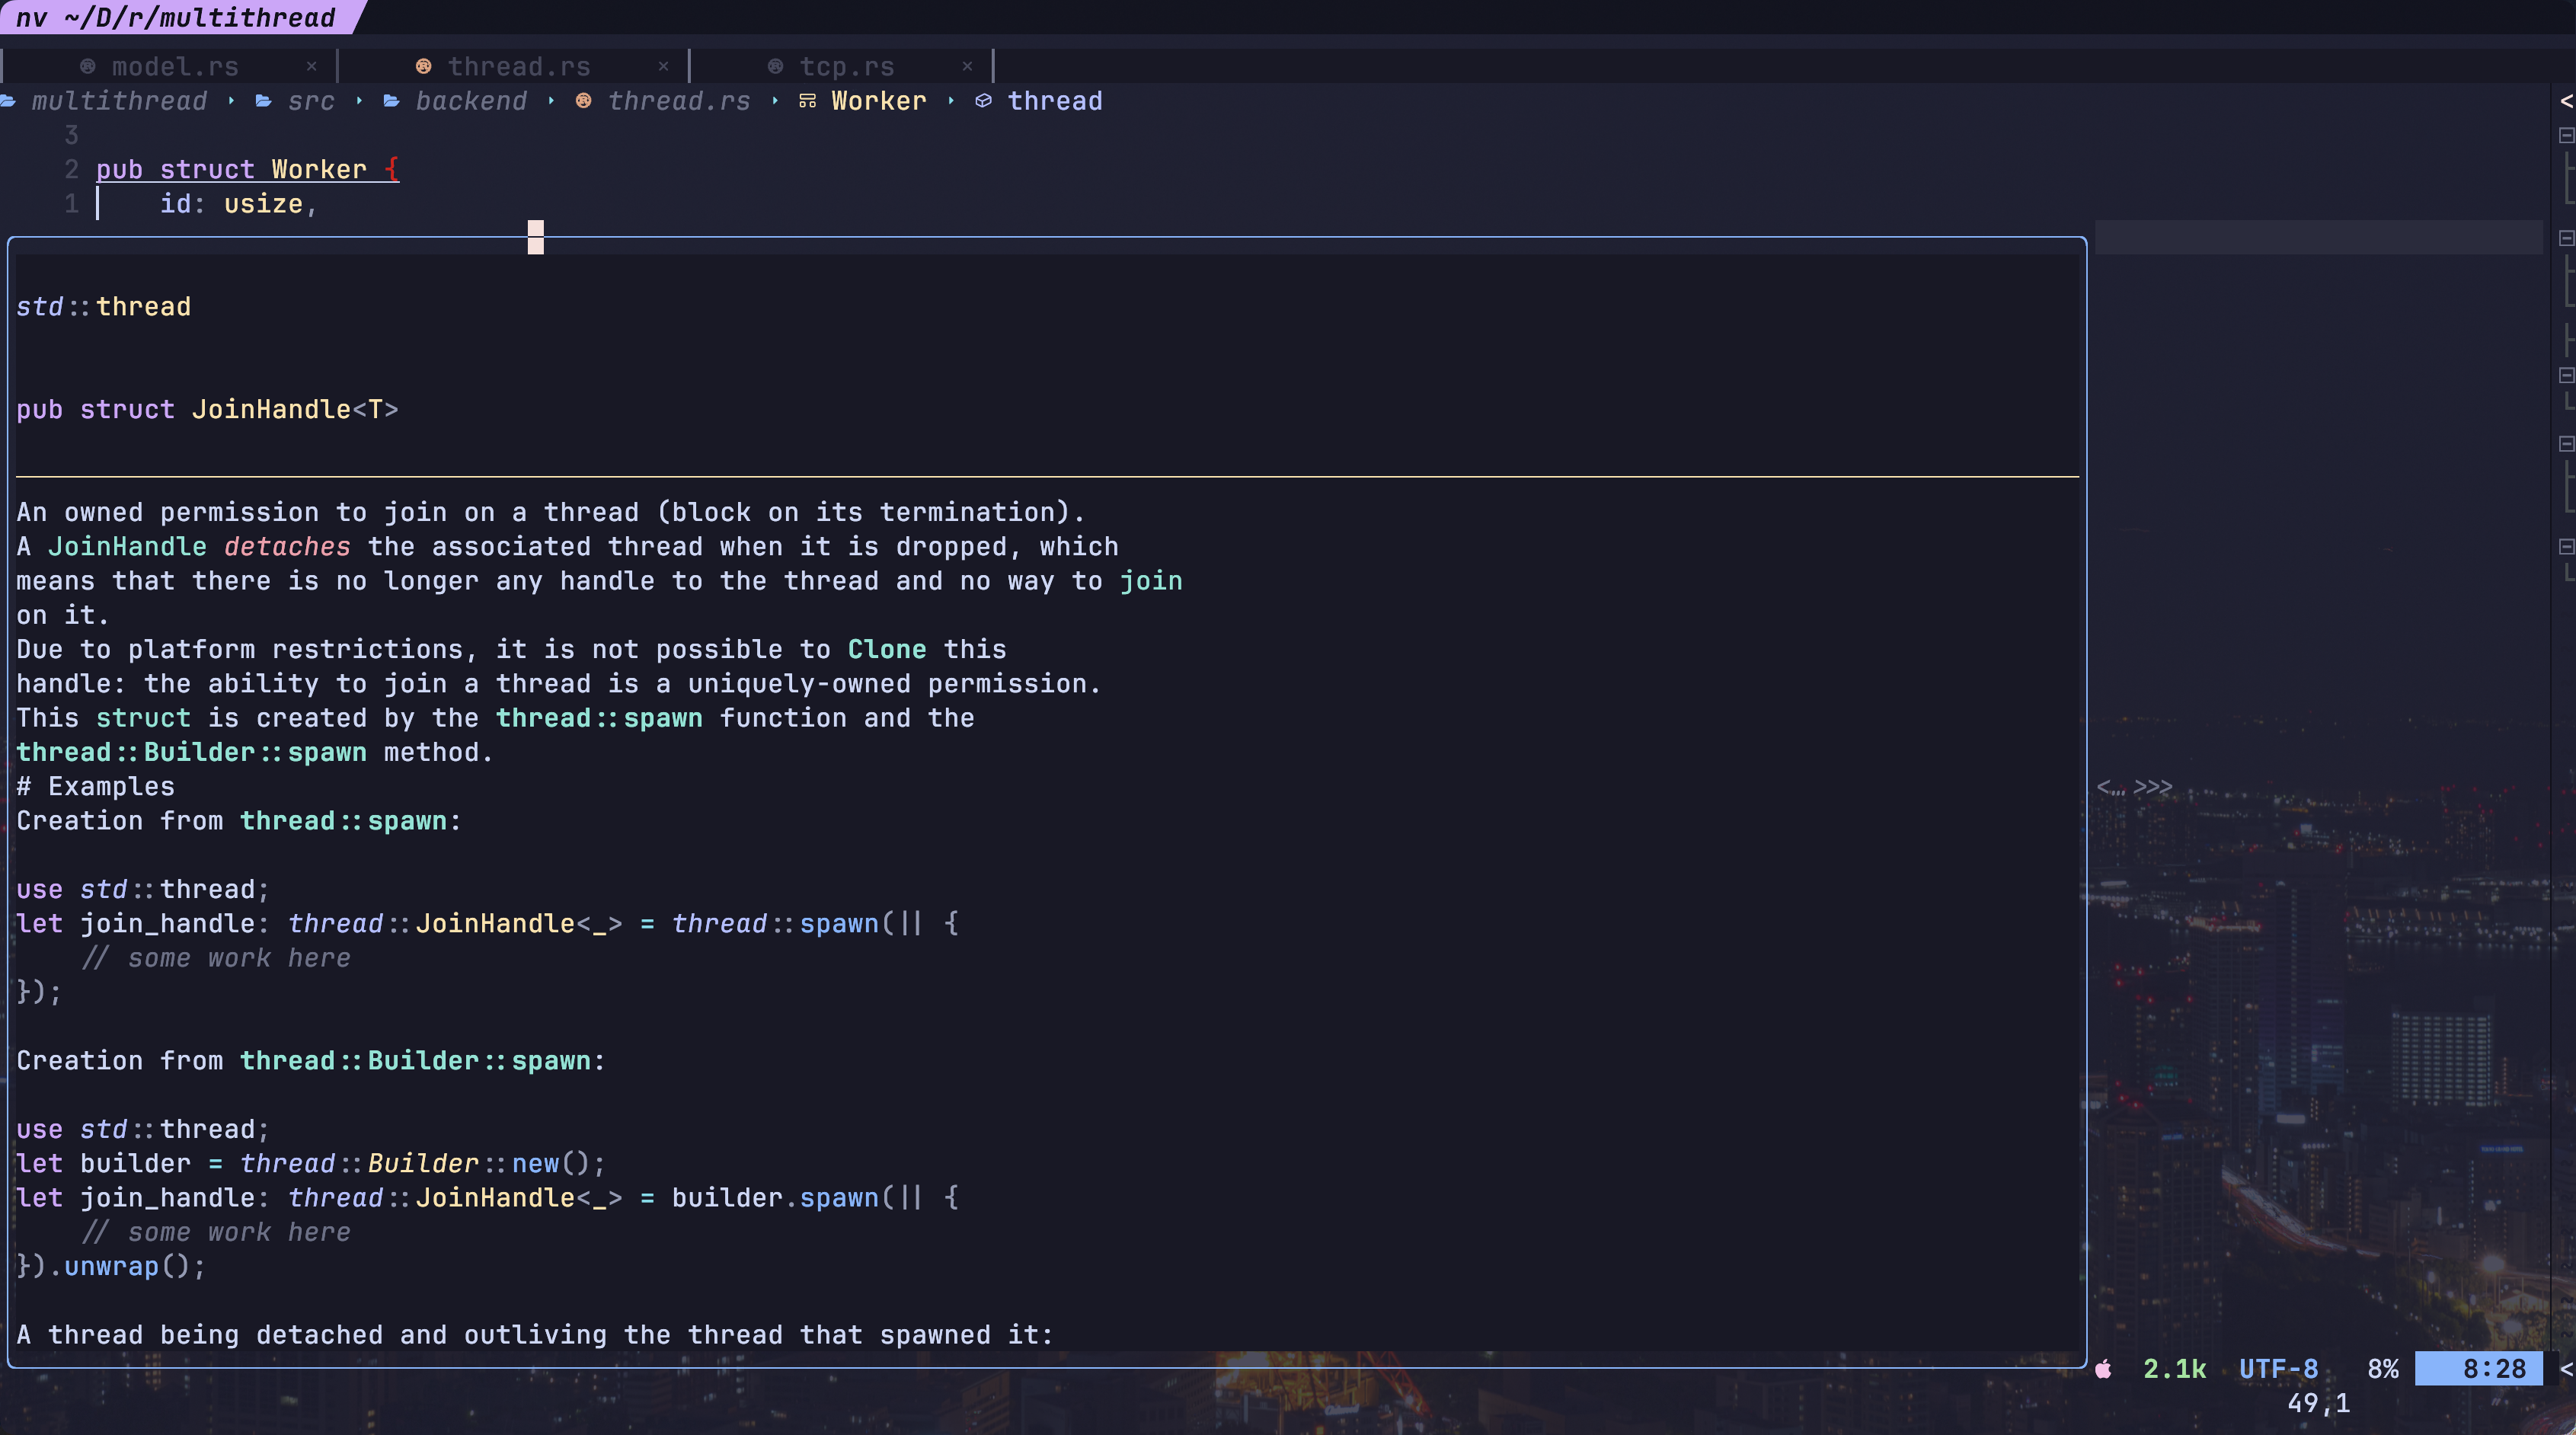 nv ~/D/r/multithread
model.rs × thread.rs × tcp.rs ×
multithread src backend thread.rs Worker thread <
3
2 pub struct Worker {
1 id: usize,
std::thread
pub struct JoinHandle<T>
An owned permission to join on a thread (block on its termination).
A JoinHandle detaches the associated thread when it is dropped, which
means that there is no longer any handle to the thread and no way to join
on it.
Due to platform restrictions, it is not possible to Clone this
handle: the ability to join a thread is a uniquely-owned permission.
This struct is created by the thread::spawn function and the
thread::Builder::spawn method.
# Examples
<… >>>
Creation from thread::spawn:
use std::thread;
let join_handle: thread::JoinHandle<_> = thread::spawn(|| {
// some work here
});
Creation from thread::Builder::spawn:
use std::thread;
let builder = thread::Builder::new();
let join_handle: thread::JoinHandle<_> = builder.spawn(|| {
// some work here
}).unwrap();
A thread being detached and outliving the thread that spawned it:
2.1k UTF-8 8% 8:28 <
49,1